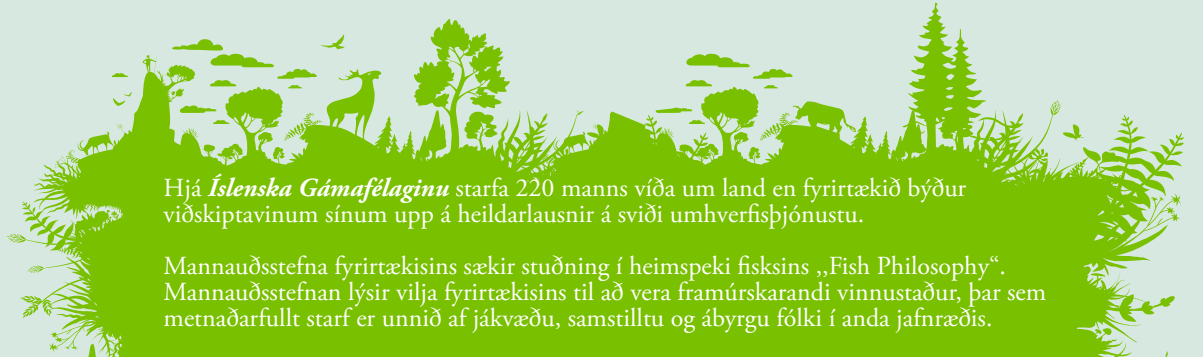 Hjá Íslenska Gámafélaginu starfa 220 manns víða um land en fyrirtækið býður
viðskiptavinum sínum upp á heildarlausnir á sviði umhverfisþjónustu.
Mannauðsstefna fyrirtækisins sækir stuðning í heimspeki fisksins ,,Fish Philosophy“.
Mannauðsstefnan lýsir vilja fyrirtækisins til að vera framúrskarandi vinnustaður, þar sem
metnaðarfullt starf er unnið af jákvæðu, samstilltu og ábyrgu fólki í anda jafnræðis.